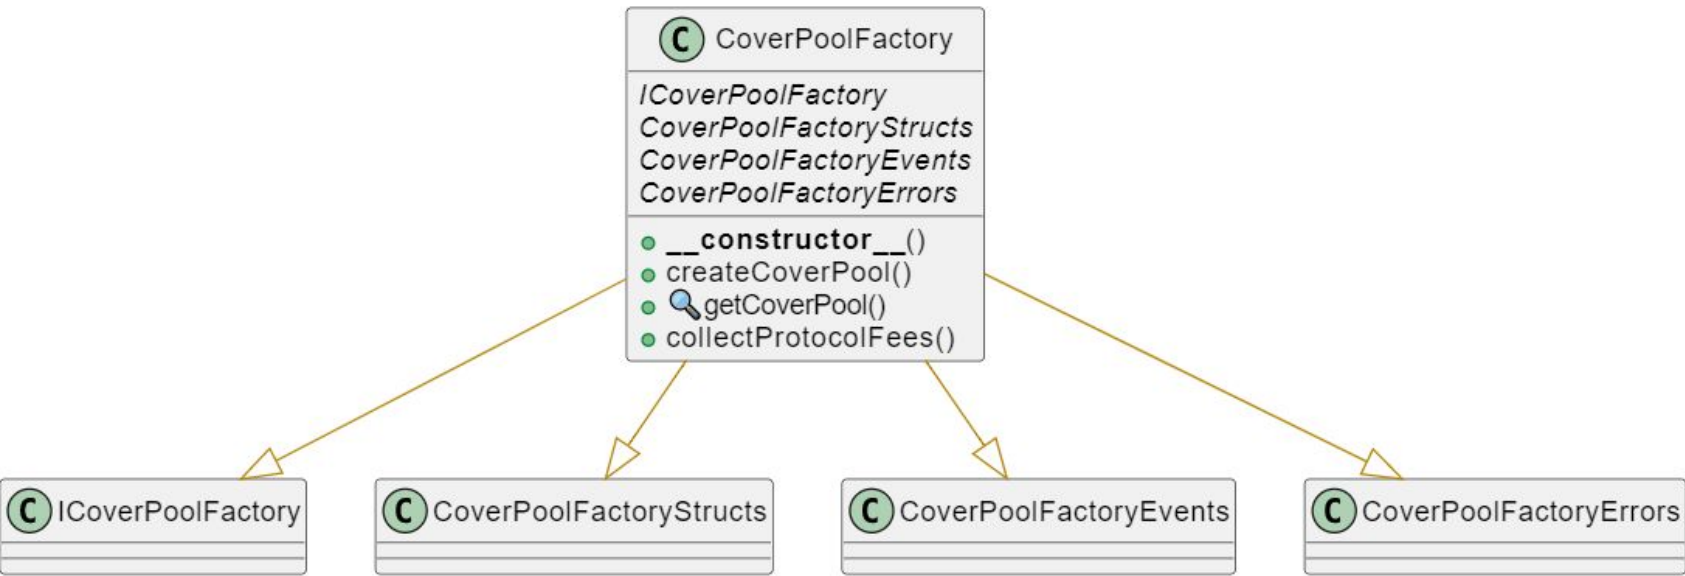 C CoverPoolFactory
ICoverPoolFactory
CoverPoolFactoryStructs
CoverPoolFactoryEvents
CoverPoolFactoryErrors
__constructor__()
createCoverPool()
getCoverPool()
collectProtocolFees()
C ICoverPoolFactory
C CoverPoolFactoryStructs
C CoverPoolFactoryEvents
C CoverPoolFactoryErrors